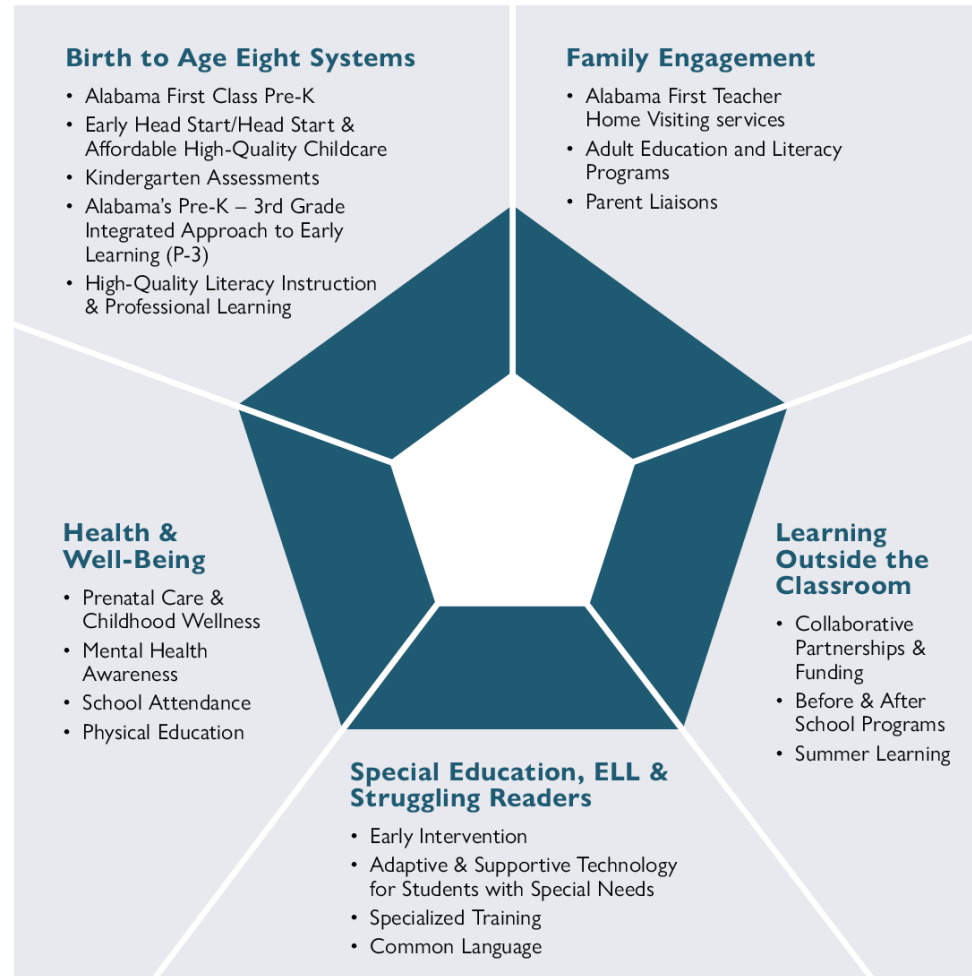 Birth to Age Eight Systems
• Alabama First Class Pre-K
• Early Head Start/Head Start &
Affordable High-Quality Childcare
• Kindergarten Assessments
• Alabama's Pre-K – 3rd Grade
Integrated Approach to Early
Learning (P-3)
• High-Quality Literacy Instruction
& Professional Learning
Family Engagement
• Alabama First Teacher
Home Visiting services
• Adult Education and Literacy
Programs
• Parent Liaisons
Health &
Well-Being
• Prenatal Care &
Childhood Wellness
• Mental Health
Awareness
• School Attendance
• Physical Education
Learning
Outside the
Classroom
• Collaborative
Partnerships &
Funding
• Before & After
School Programs
• Summer Learning
Special Education, ELL &
Struggling Readers
• Early Intervention
• Adaptive & Supportive Technology
for Students with Special Needs
• Specialized Training
• Common Language